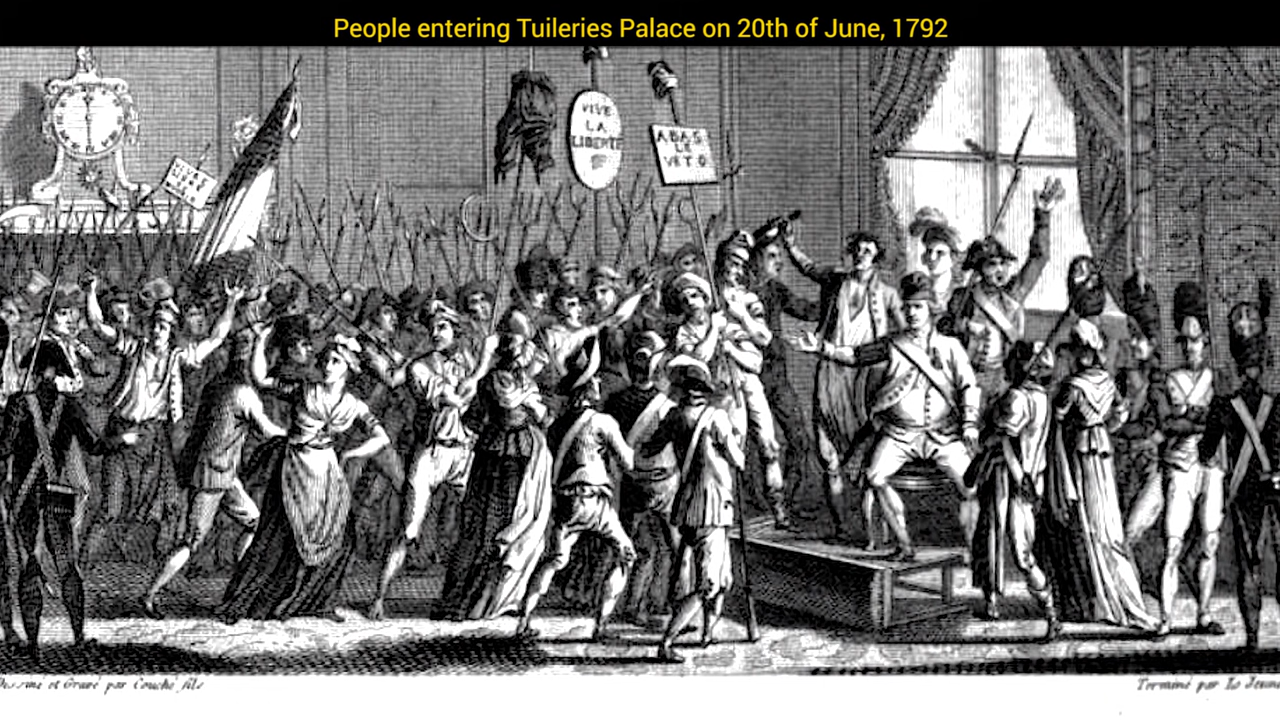 People entering Tuileries Palace on 20th of June, 1792
VIVE
LA
LIBERTE
ABAS
LE
VETO
Dessiné et Gravé par Couché fils
Terminé par Le Jeune